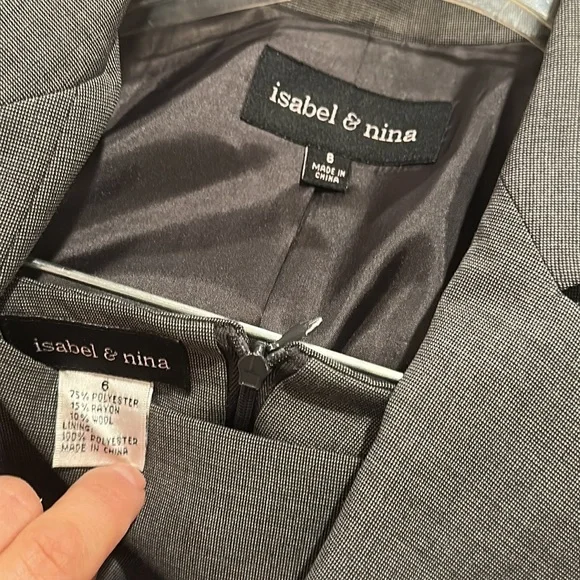 isabel & nina
8
MADE IN
CHINA
isabel & nina
6
75% POLYESTER
15% RAYON
10% WOOL
LINING:
100% POLYESTER
MADE IN CHINA